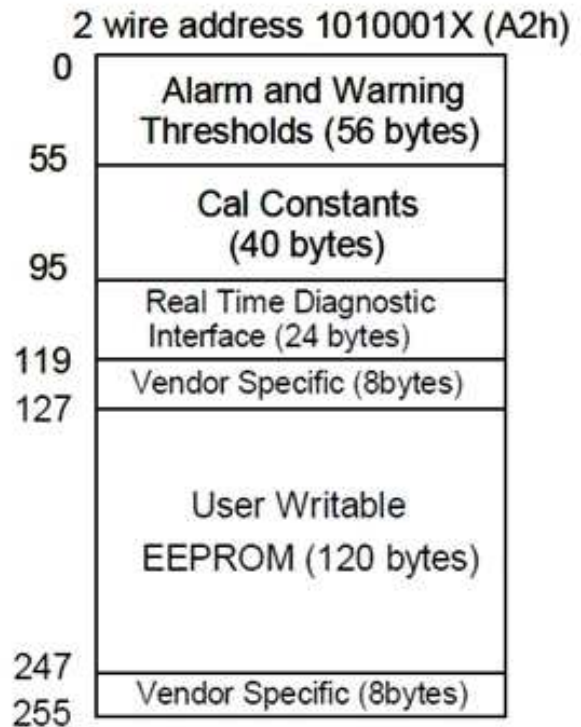 2 wire address 1010001X (A2h)
0
Alarm and Warning
Thresholds (56 bytes)
55
Cal Constants
(40 bytes)
95
Real Time Diagnostic
Interface (24 bytes)
119
Vendor Specific (8bytes)
127
User Writable
EEPROM (120 bytes)
247
Vendor Specific (8bytes)
255